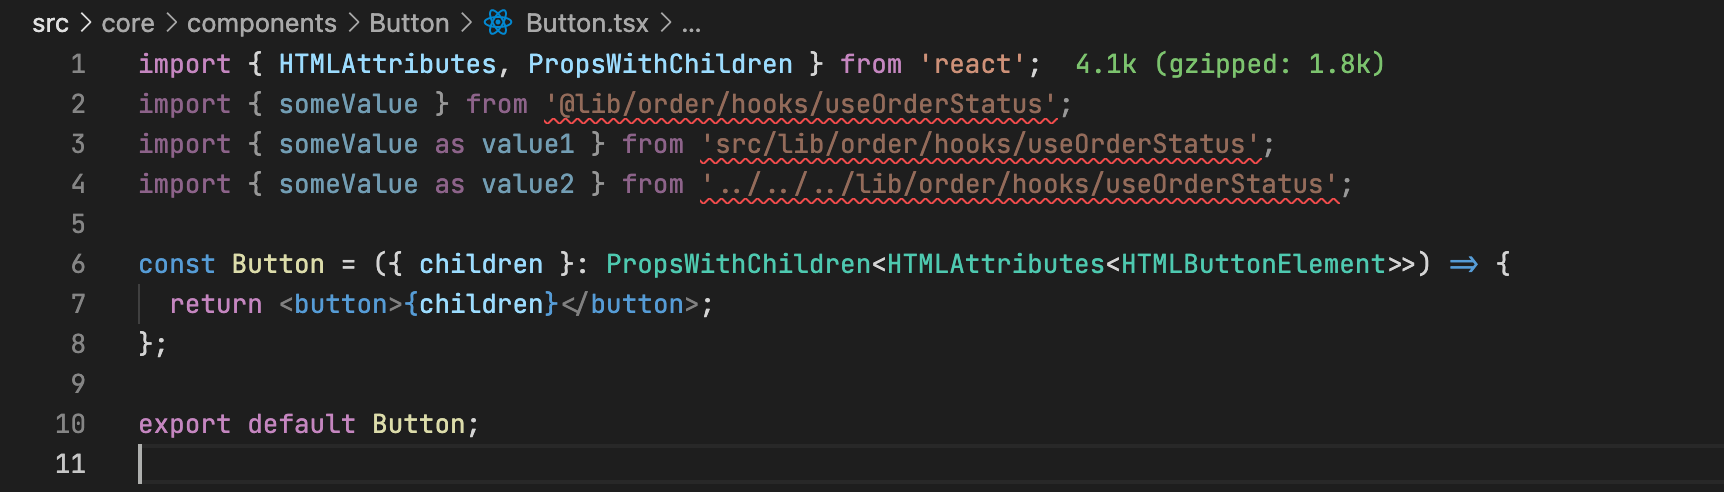 src > core > components > Button > Button.tsx > ...
1 import { HTMLAttributes, PropsWithChildren } from 'react'; 4.1k (gzipped: 1.8k)
2 import { someValue } from '@lib/order/hooks/useOrderStatus';
3 import { someValue as value1 } from 'src/lib/order/hooks/useOrderStatus';
4 import { someValue as value2 } from '../../../lib/order/hooks/useOrderStatus';
5
6 const Button = ({ children }: PropsWithChildren<HTMLAttributes<HTMLButtonElement>>) => {
7 return <button>{children}</button>;
8 };
9
10 export default Button;
11